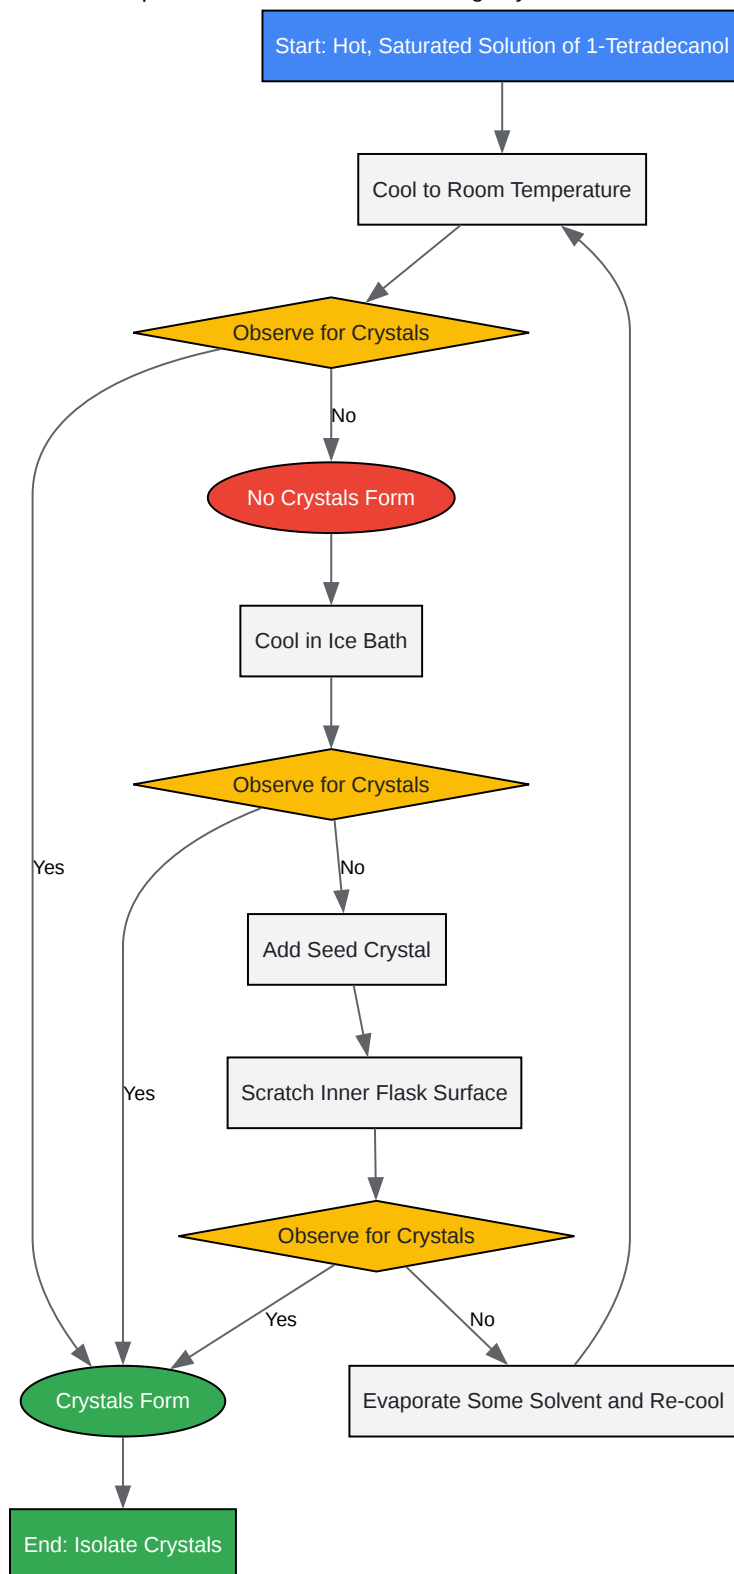 Start: Hot, Saturated Solution of 1-Tetradecanol
Cool to Room Temperature
Observe for Crystals
No
No Crystals Form
Cool in Ice Bath
Observe for Crystals
Yes
No
Add Seed Crystal
Scratch Inner Flask Surface
Yes
Observe for Crystals
Yes
No
Crystals Form
Evaporate Some Solvent and Re-cool
End: Isolate Crystals